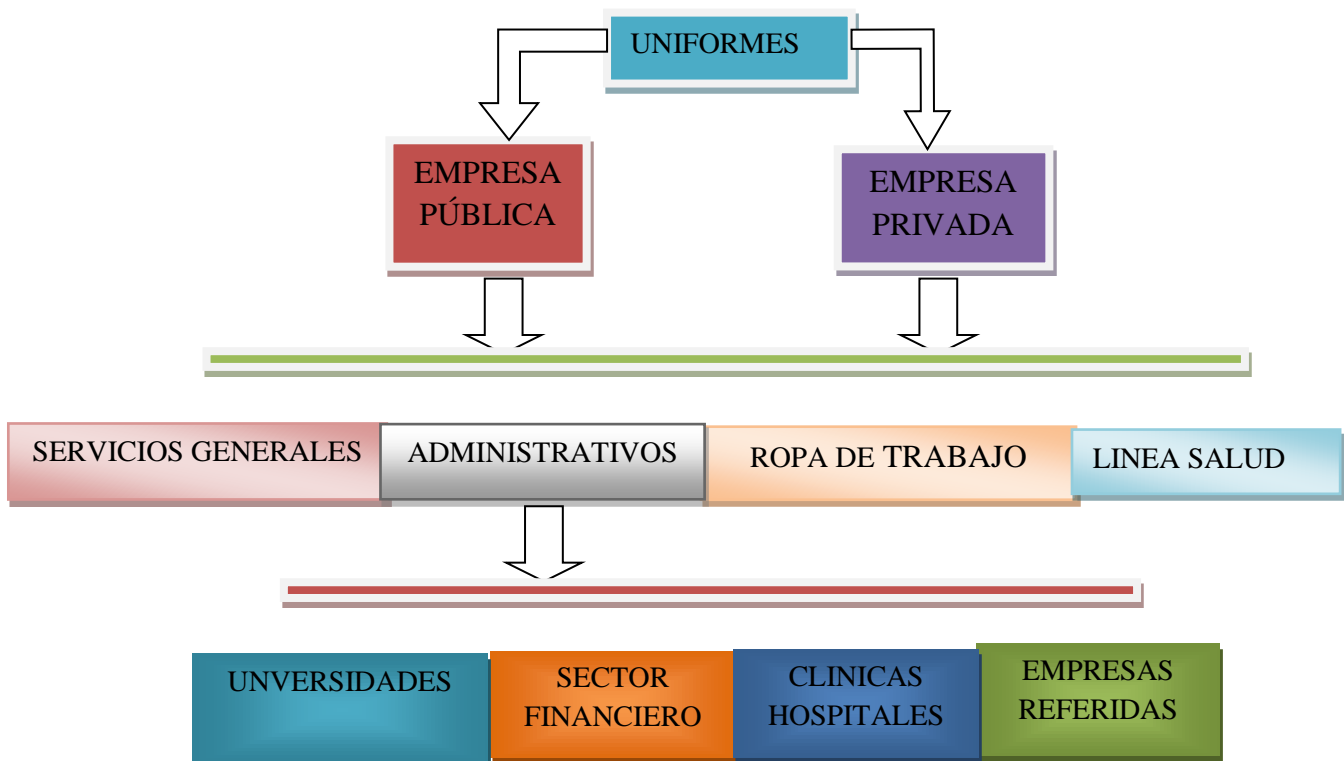 UNIFORMES
EMPRESA
PÚBLICA
EMPRESA
PRIVADA
SERVICIOS GENERALES
ADMINISTRATIVOS
ROPA DE TRABAJO
LINEA SALUD
UNVERSIDADES
SECTOR
FINANCIERO
CLINICAS
HOSPITALES
EMPRESAS
REFERIDAS